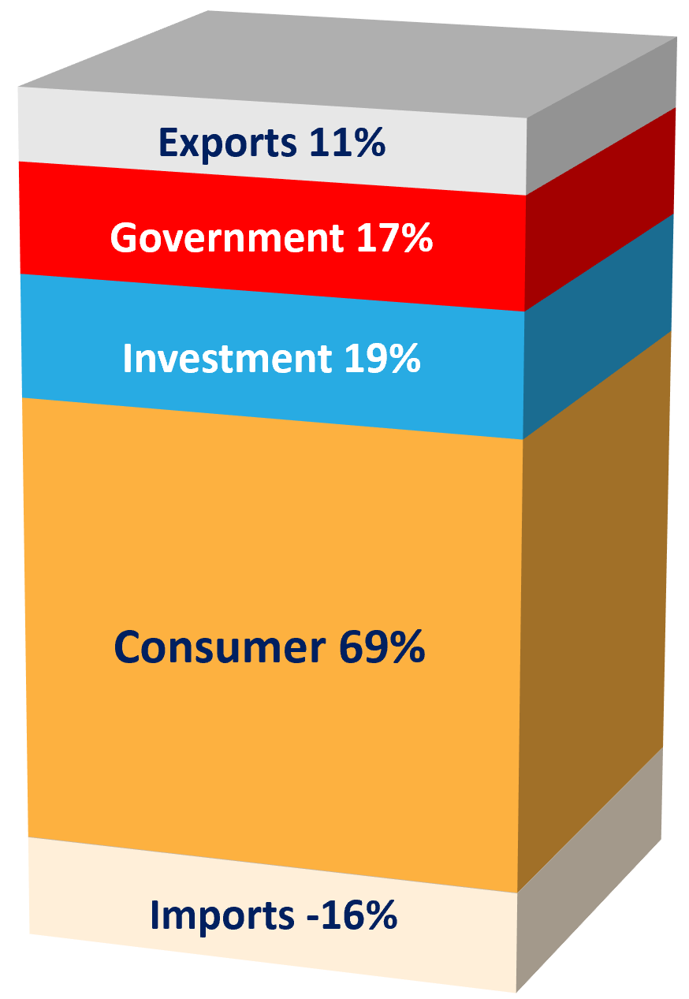 Exports 11%
Government 17%
Investment 19%
Consumer 69%
Imports -16%